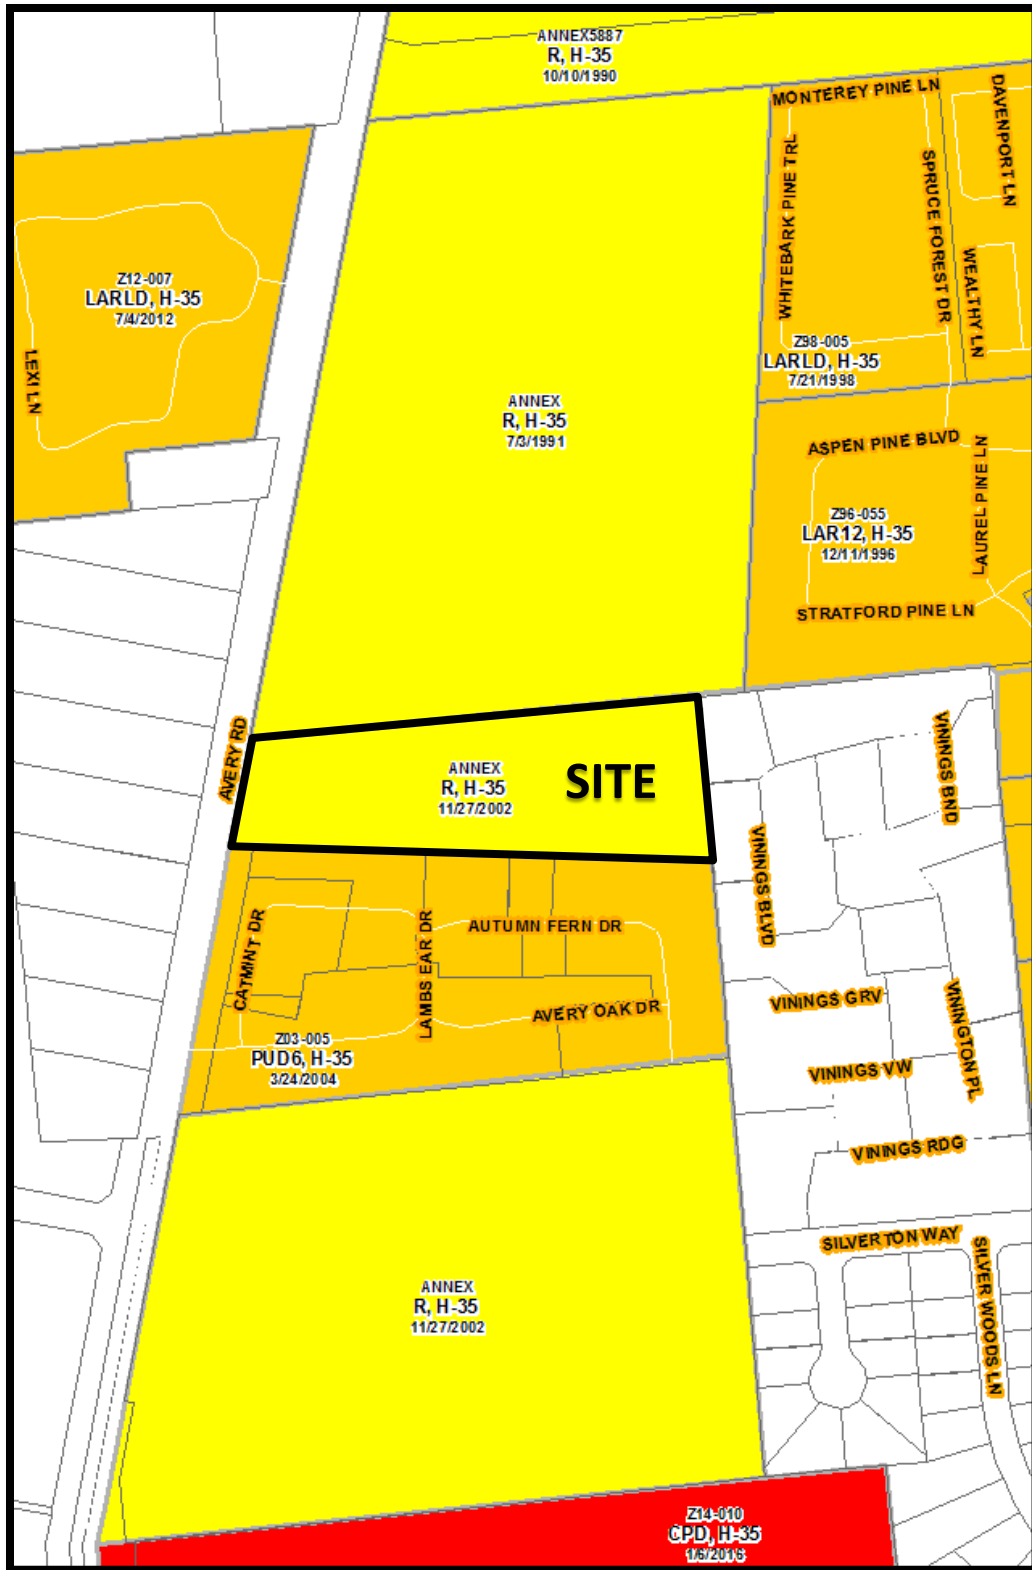 ANNEX5887
R, H-35
10/10/1990
MONTEREY PINE LN
DAVENPORT LN
WHITEBARK PINE TRL
SPRUCE FOREST DR
WEALTHY LN
Z12-007
LARLD, H-35
7/4/2012
LEXI LN
Z98-005
LARLD, H-35
7/21/1998
ANNEX
R, H-35
7/3/1991
ASPEN PINE BLVD
LAUREL PINE LN
Z96-055
LAR12, H-35
12/11/1996
STRATFORD PINE LN
AVERY RD
ANNEX
R, H-35
11/27/2002
SITE
VININGS BND
VININGS BLVD
CATMINT DR
LAMBS EAR DR
AUTUMN FERN DR
AVERY OAK DR
VININGS GRV
VININGTON PL
Z03-005
PUD6, H-35
3/24/2004
VININGS VW
VININGS RDG
SILVERTON WAY
SILVER WOODS LN
ANNEX
R, H-35
11/27/2002
Z14-010
CPD, H-35
1/6/2016